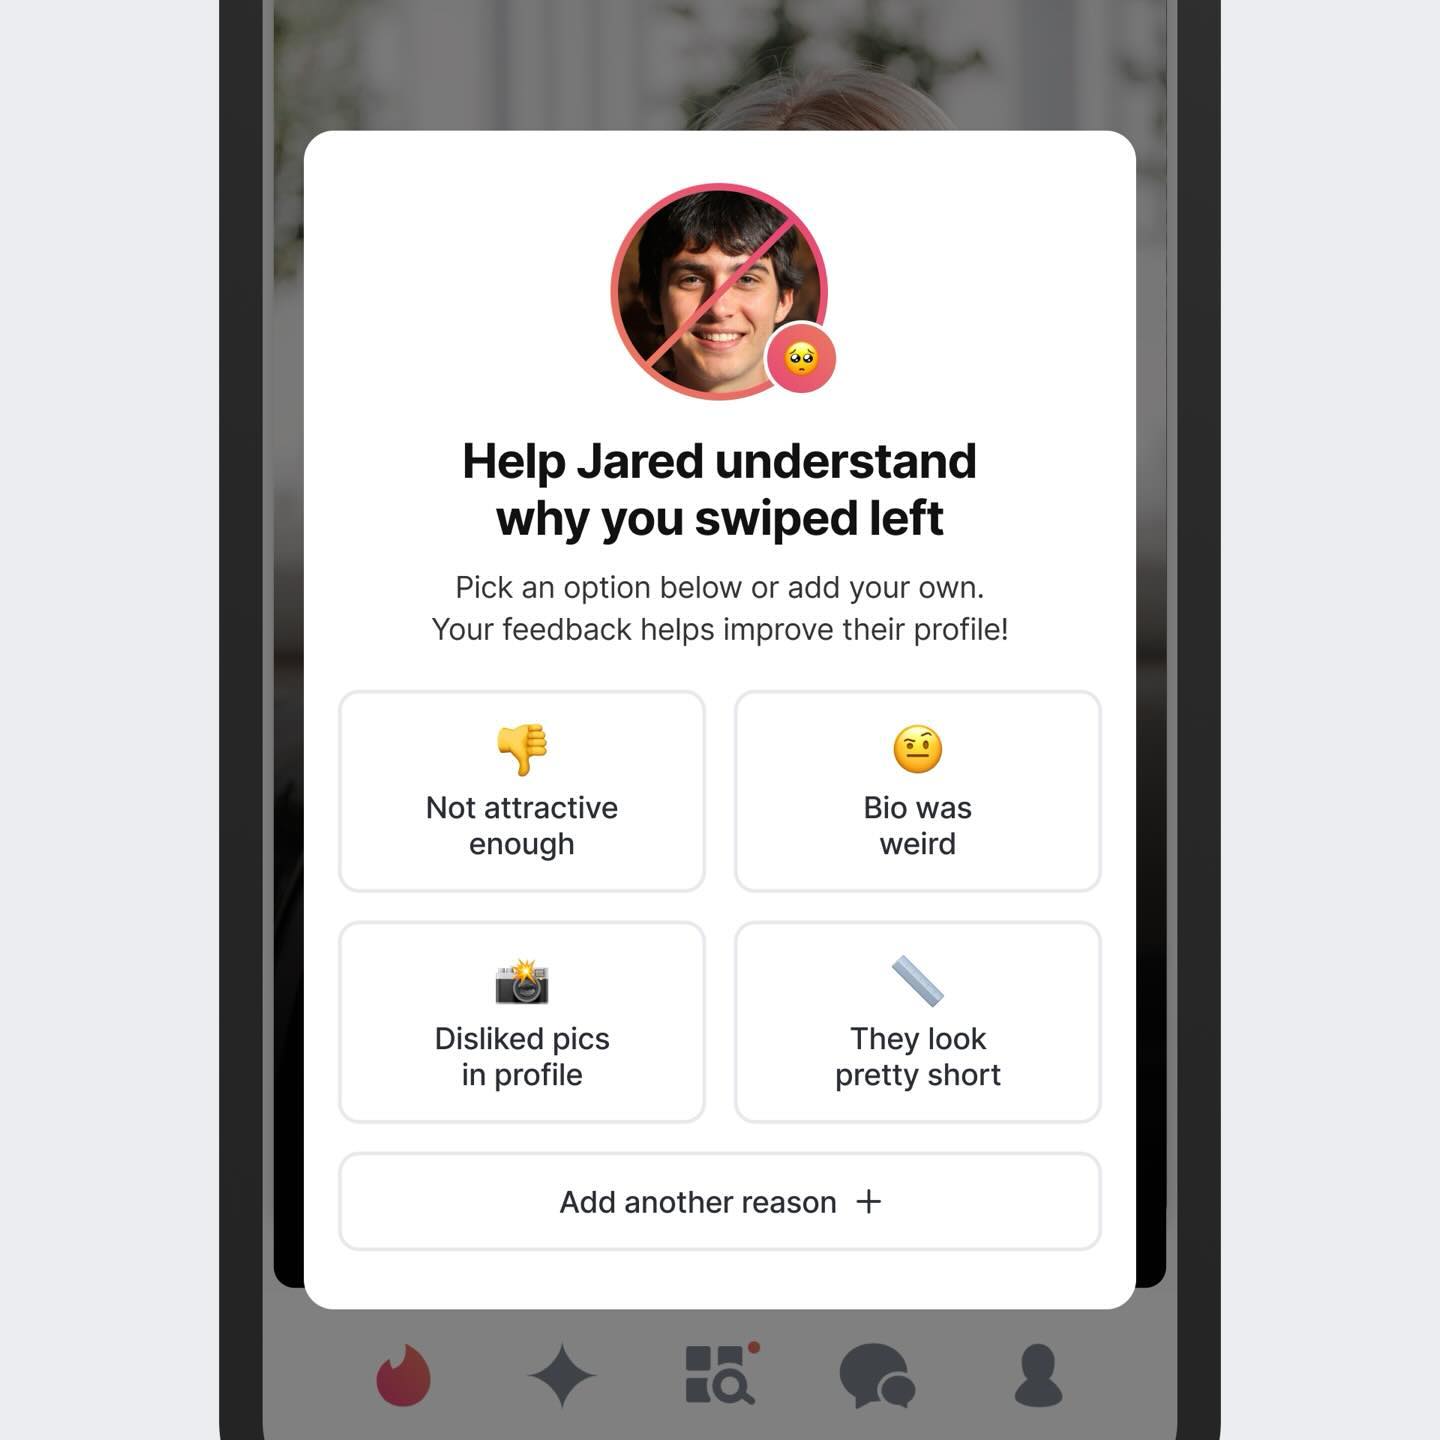 Help Jared understand
why you swiped left
Pick an option below or add your own.
Your feedback helps improve their profile!
Not attractive
enough
Bio was
weird
Disliked pics
in profile
They look
pretty short
Add another reason +